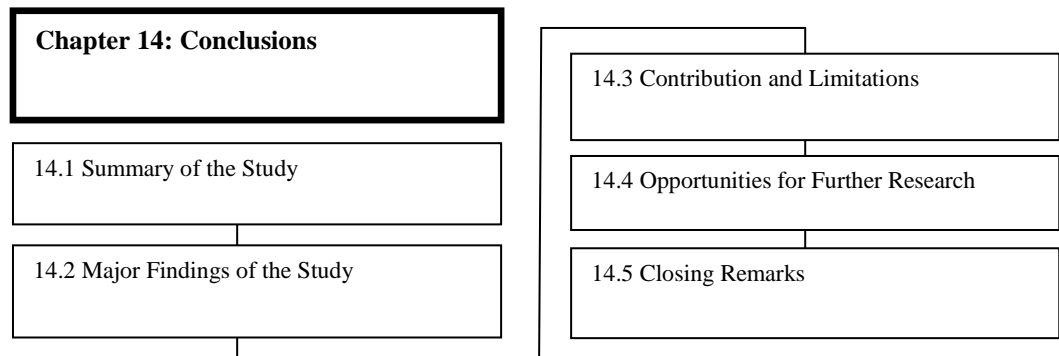 Chapter 14: Conclusions
14.1 Summary of the Study
14.2 Major Findings of the Study
14.3 Contribution and Limitations
14.4 Opportunities for Further Research
14.5 Closing Remarks